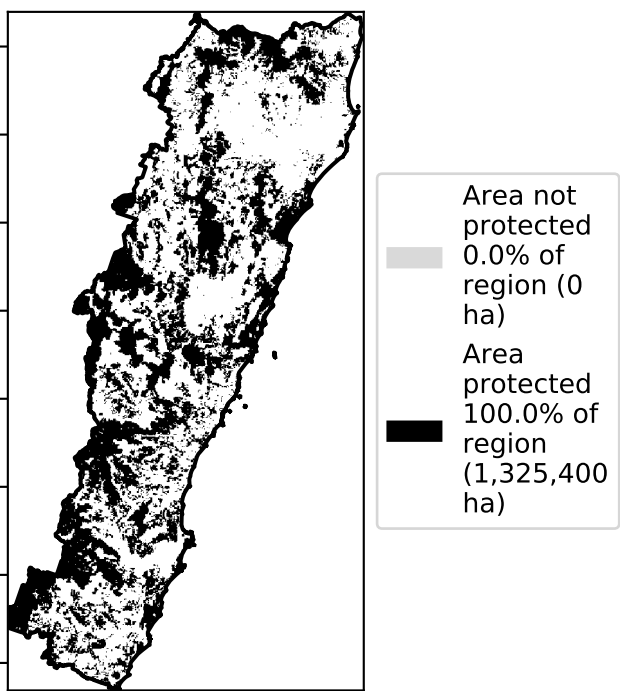 Area not
protected
0.0% of
region (0
ha)
Area
protected
100.0% of
region
(1,325,400
ha)